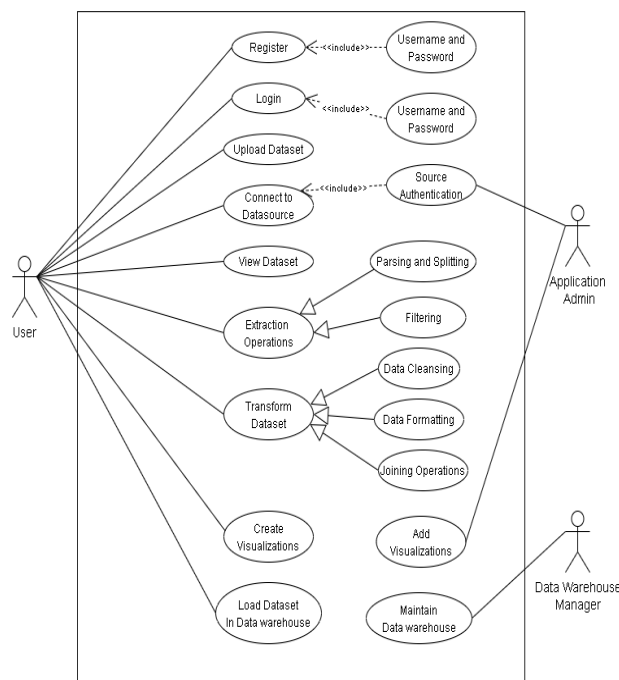 Register
<<include>>
Username and
Password
Login
<<include>>
Username and
Password
Upload Dataset
Connect to
Datasource
<<include>>
Source
Authentication
View Dataset
Parsing and Splitting
Extraction
Operations
Filtering
Data Cleansing
Transform
Dataset
Data Formatting
Joining Operations
Create
Visualizations
Add
Visualizations
Load Dataset
In Data warehouse
Maintain
Data warehouse
User
Application
Admin
Data Warehouse
Manager